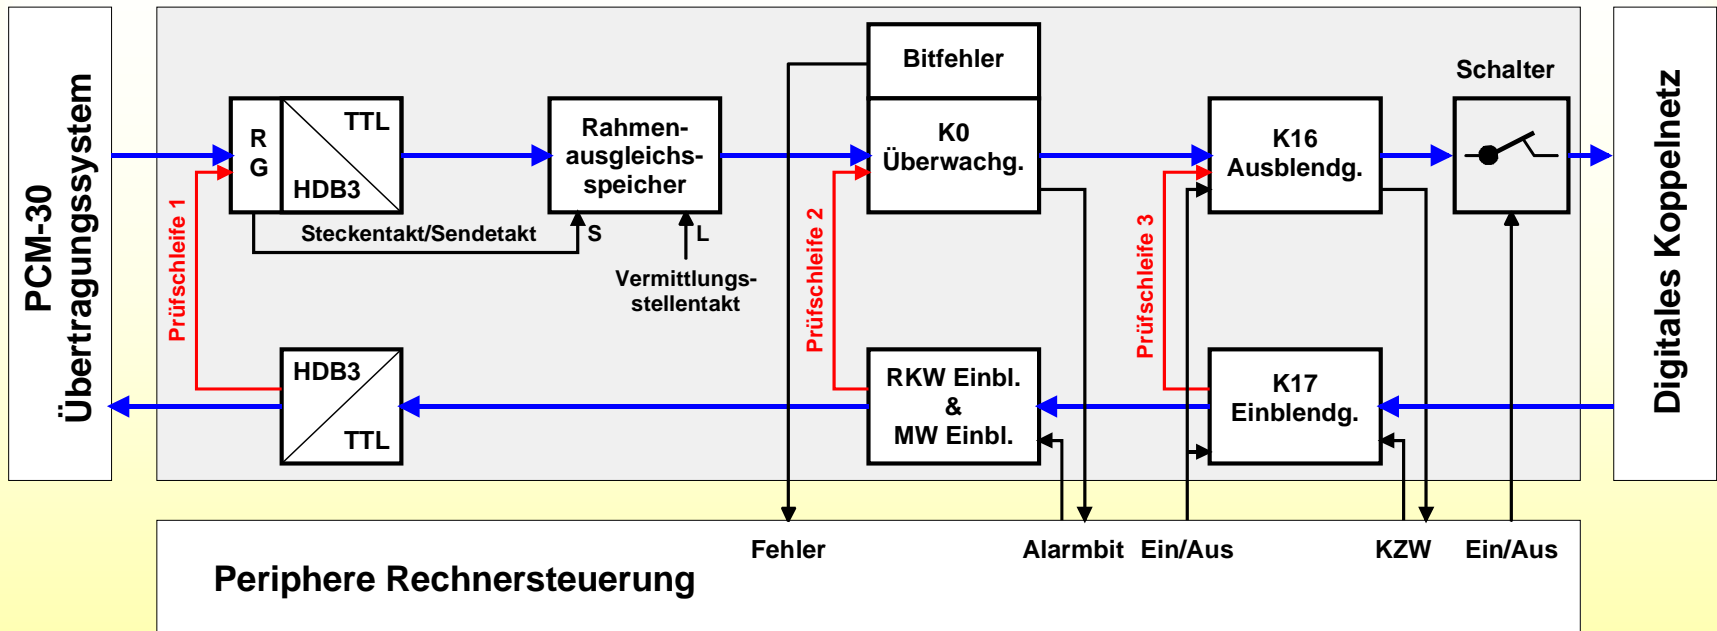 PCM-30
Übertragungssystem
R
G
TTL
HDB3
Rahmen-
ausgleichs-
speicher
Bitfehler
K0
Überwachg.
K16
Ausblendg.
Schalter
Digitales Koppelnetz
Prüfschleife 1
Steckentakt/Sendetakt
S
L
Vermittlungs-
stellentakt
Prüfschleife 2
Prüfschleife 3
HDB3
TTL
RKW Einbl.
&
MW Einbl.
K17
Einblendg.
Fehler
Alarmbit
Ein/Aus
KZW
Ein/Aus
Periphere Rechnersteuerung